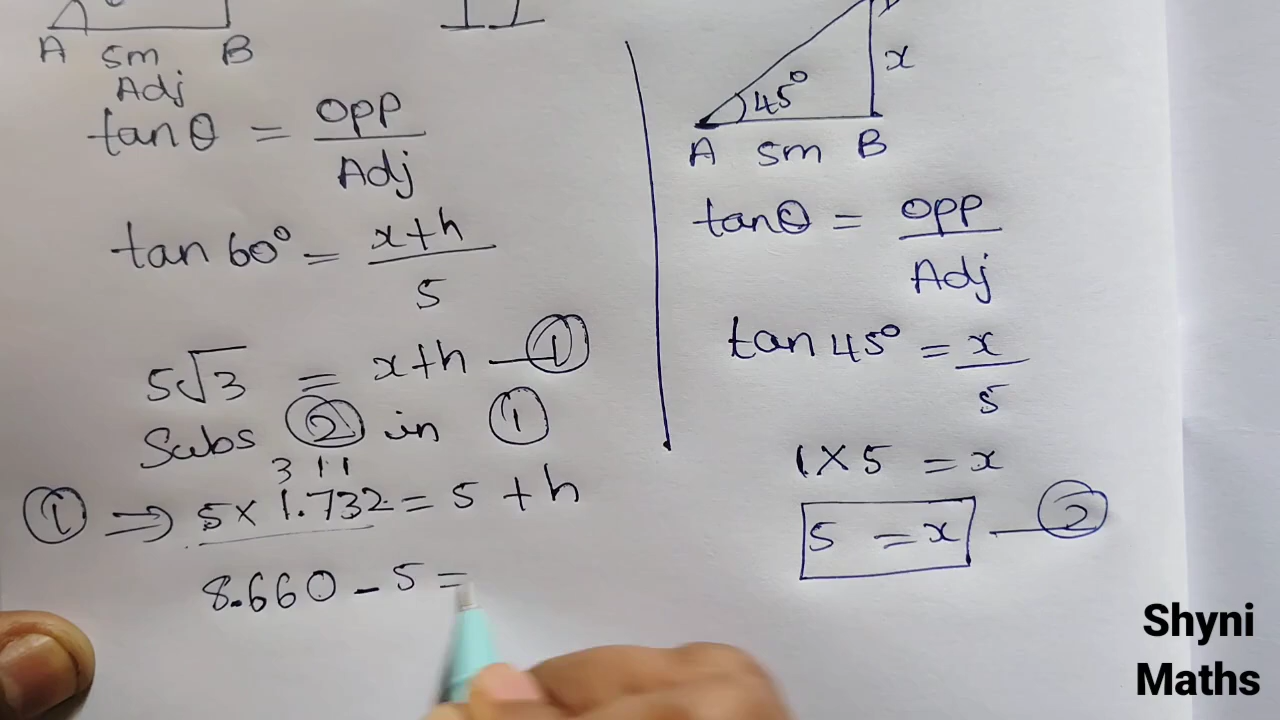 A 5m B
Adj
tanθ = opp
Adj
tan 60° = x+h
5
5√3 = x+h — ①
Subs ② in ①
3 1 1
① ⇒ 5 × 1.732 = 5 + h
8.660 - 5 =
x
45°
A 5m B
tanθ = opp
Adj
tan 45° = x
5
1 × 5 = x
5 = x — ②
Shyni
Maths